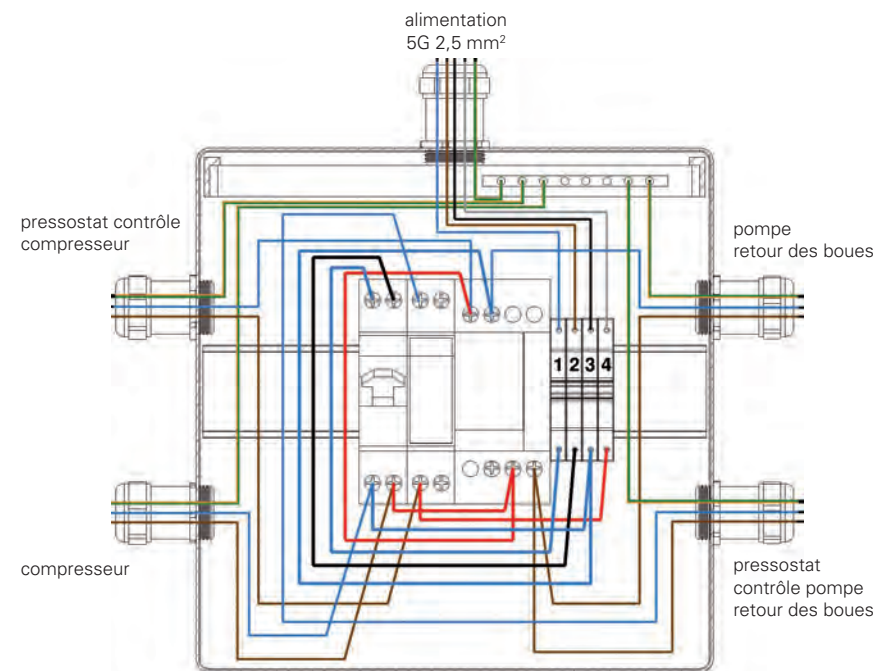 alimentation
5G 2,5 mm²
pressostat contrôle
compresseur
pompe
retour des boues
1 2 3 4
compresseur
pressostat
contrôle pompe
retour des boues